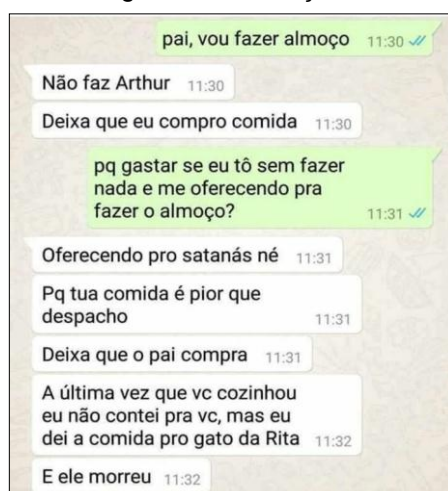 pai, vou fazer almoço 11:30
Não faz Arthur 11:30
Deixa que eu compro comida 11:30
pq gastar se eu tô sem fazer
nada e me oferecendo pra
fazer o almoço? 11:31
Oferecendo pro satanás né 11:31
Pq tua comida é pior que
despacho 11:31
Deixa que o pai compra 11:31
A última vez que vc cozinhou
eu não contei pra vc, mas eu
dei a comida pro gato da Rita 11:32
E ele morreu 11:32